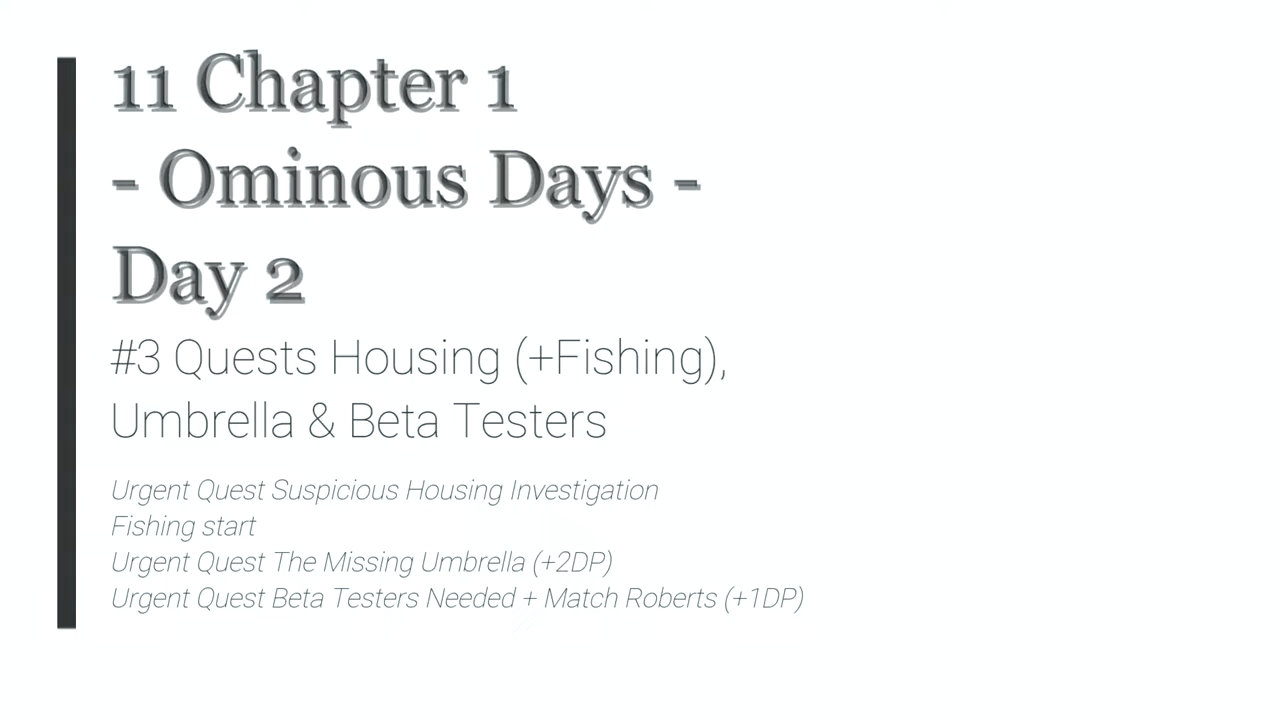 11 Chapter 1
- Ominous Days -
Day 2
#3 Quests Housing (+Fishing),
Umbrella & Beta Testers
Urgent Quest Suspicious Housing Investigation
Fishing start
Urgent Quest The Missing Umbrella (+2DP)
Urgent Quest Beta Testers Needed + Match Roberts (+1DP)